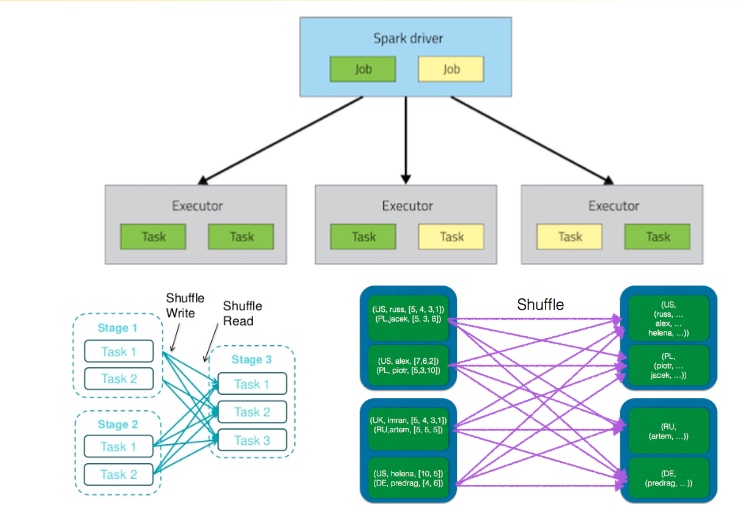 Spark driver
Job
Job
Executor
Task
Task
Executor
Task
Task
Executor
Task
Task
Shuffle
Write
Shuffle
Read
Stage 1
Task 1
Task 2
Stage 2
Task 1
Task 2
Stage 3
Task 1
Task 2
Task 3
Shuffle
(US, russ, [5, 4, 3,1])
(PL,jacek, [5, 3, 8])
(US, alex, [7,6,2])
(PL, piotr, [5,3,10])
(UK, imran, [5, 4, 3,1])
(RU,artem, [5, 5, 5])
(US, helena, [10, 5])
(DE, predrag, [4, 6])
(US,
(russ, ...
alex, ...
helena, ...))
(PL,
(piotr, ...
jacek, ...))
(RU,
(artem, ...))
(DE,
(predrag, ...))